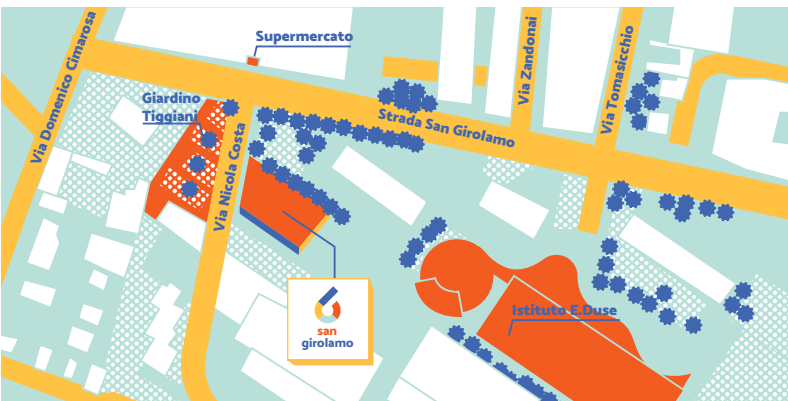 Supermercato
Via Domenico Cimarosa
Giardino
Tiggiani
Via Nicola Costa
Strada San Girolamo
Via Zandonai
Via Tomasicchio
Istituto E.Duse
san
girolamo